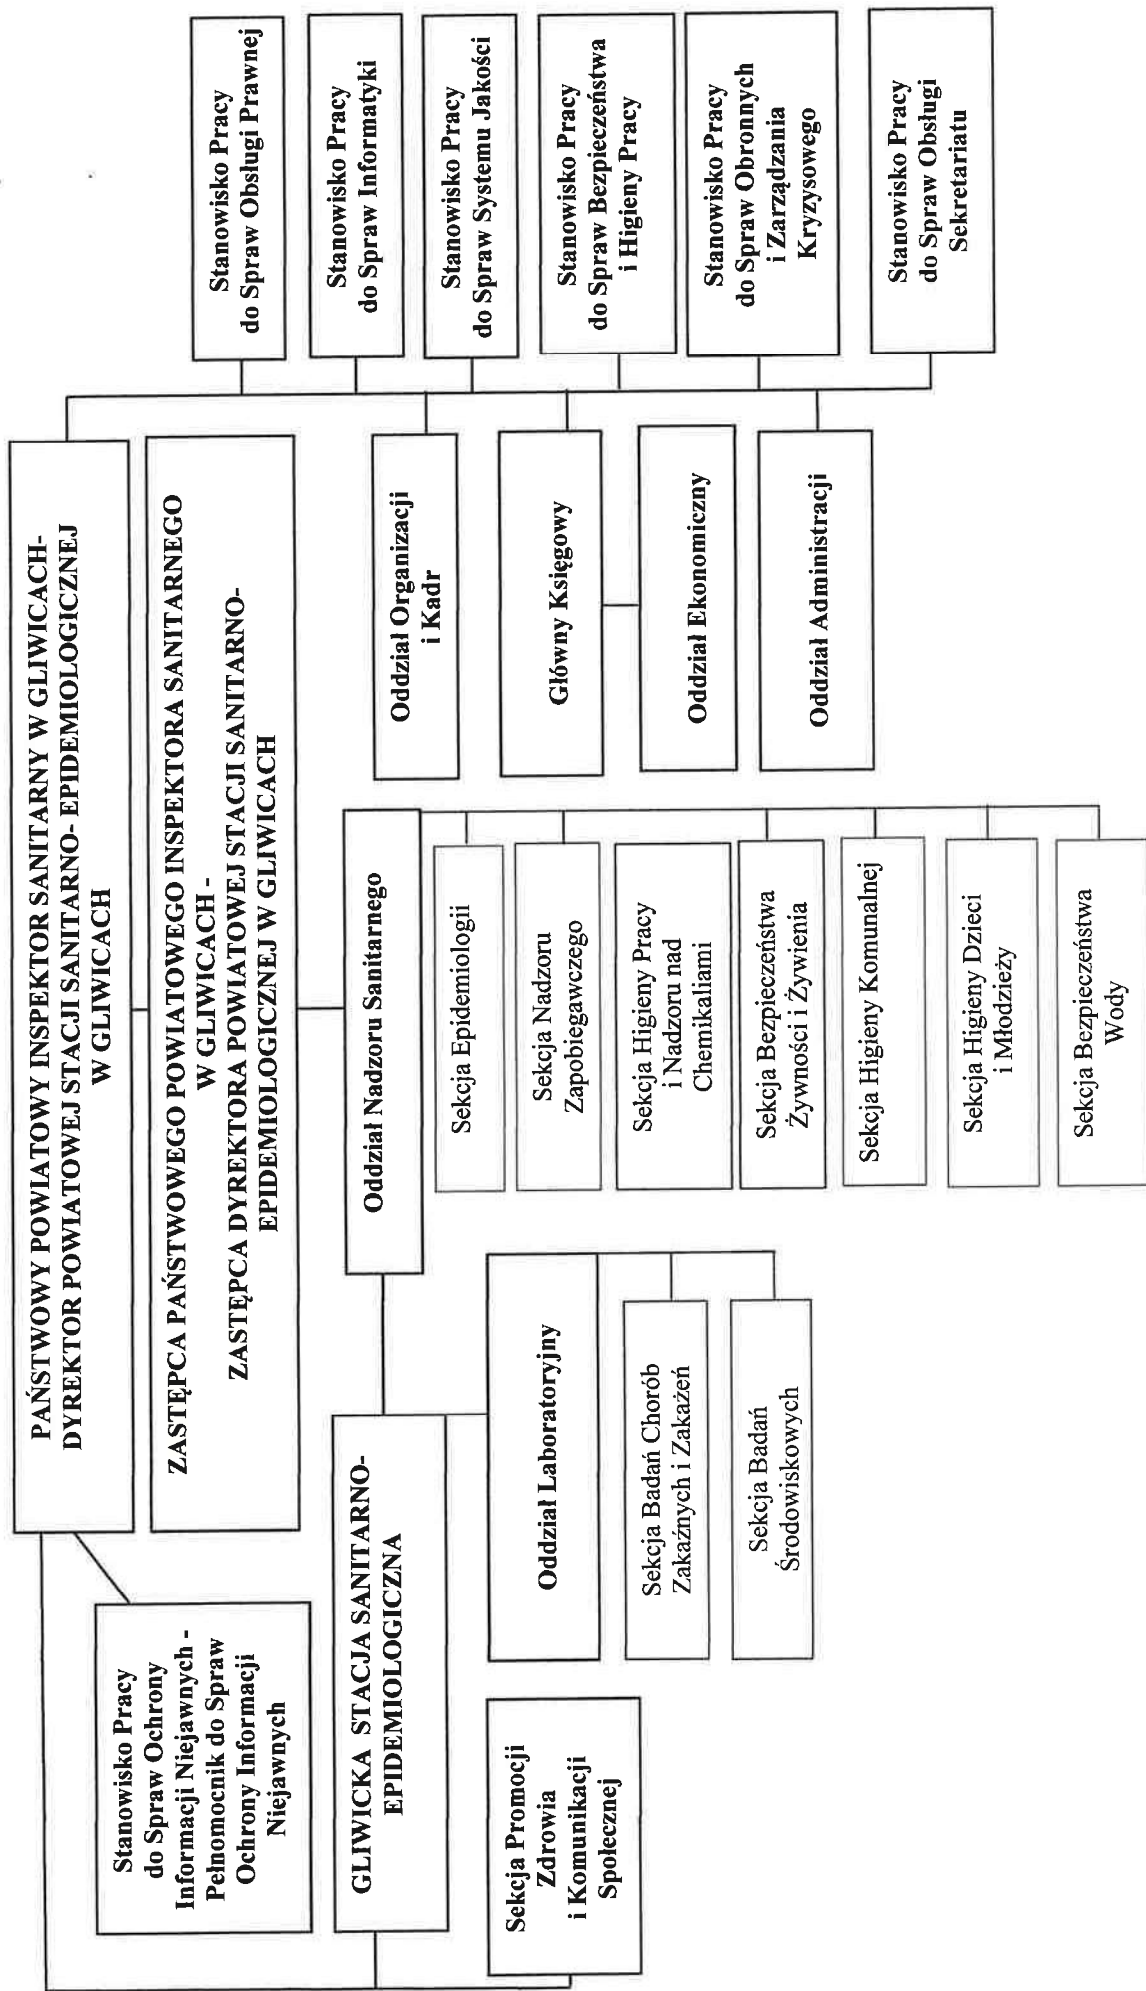 PAŃSTWOWY POWIATOWY INSPEKTOR SANITARNY W GLIWICACH-
DYREKTOR POWIATOWEJ STACJI SANITARNO- EPIDEMIOLOGICZNEJ
W GLIWICACH
ZASTĘPCA PAŃSTWOWEGO POWIATOWEGO INSPEKTORA SANITARNEGO
W GLIWICACH -
ZASTĘPCA DYREKTORA POWIATOWEJ STACJI SANITARNO-
EPIDEMIOLOGICZNEJ W GLIWICACH
Stanowisko Pracy
do Spraw Ochrony
Informacji Niejawnych -
Pełnomocnik do Spraw
Ochrony Informacji
Niejawnych
GLIWICKA STACJA SANITARNO-
EPIDEMIOLOGICZNA
Sekcja Promocji
Zdrowia
i Komunikacji
Społecznej
Oddział Laboratoryjny
Sekcja Badań Chorób
Zakaźnych i Zakażeń
Sekcja Badań
Środowiskowych
Oddział Nadzoru Sanitarnego
Sekcja Epidemiologii
Sekcja Nadzoru
Zapobiegawczego
Sekcja Higieny Pracy
i Nadzoru nad
Chemikaliami
Sekcja Bezpieczeństwa
Żywności i Żywienia
Sekcja Higieny Komunalnej
Sekcja Higieny Dzieci
i Młodzieży
Sekcja Bezpieczeństwa
Wody
Oddział Organizacji
i Kadr
Główny Księgowy
Oddział Ekonomiczny
Oddział Administracji
Stanowisko Pracy
do Spraw Obsługi Prawnej
Stanowisko Pracy
do Spraw Informatyki
Stanowisko Pracy
do Spraw Systemu Jakości
Stanowisko Pracy
do Spraw Bezpieczeństwa
i Higieny Pracy
Stanowisko Pracy
do Spraw Obronnych
i Zarządzania
Kryzysowego
Stanowisko Pracy
do Spraw Obsługi
Sekretariatu